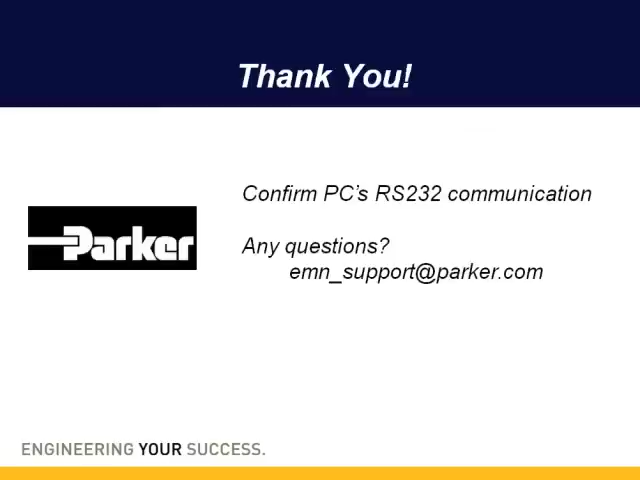 Thank You!
Confirm PC's RS232 communication
Any questions?
emn_support@parker.com
Parker
ENGINEERING YOUR SUCCESS.